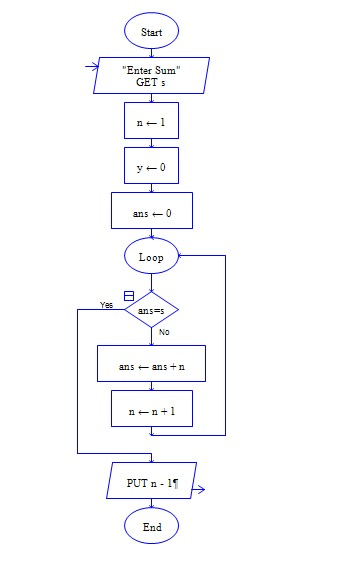 Start
"Enter Sum"
GET s
n ← 1
y ← 0
ans ← 0
Loop
Yes
ans=s
No
ans ← ans + n
n ← n + 1
PUT n - 1¶
End